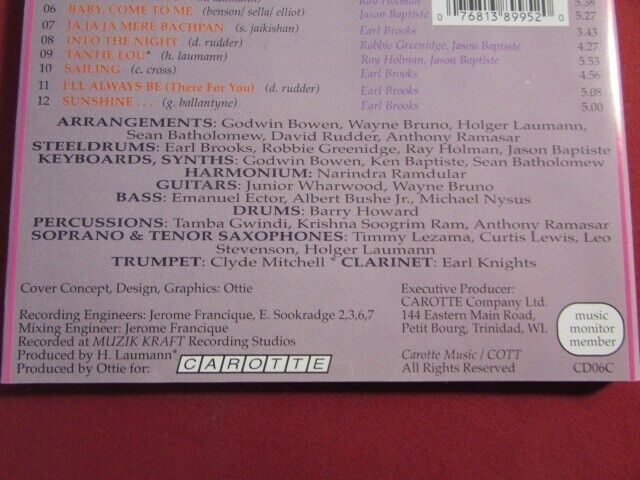 5.38
06 BABY, COME TO ME (benson/ sella/ elliot) Jason Baptiste 5.27
0 76813 89952 0
07 JA JA JA MERE BACHPAN (s. jaikishan) Earl Brooks 3.43
08 INTO THE NIGHT (d. rudder) Robbie Greenidge, Jason Baptiste 4.27
09 TANTIE LOU* (h. laumann) Ray Holman, Jason Baptiste 5.53
10 SAILING (c. cross) Earl Brooks 4.56
11 I'LL ALWAYS BE (There For You) (d. rudder) Earl Brooks 5.08
12 SUNSHINE . . . (g. ballantyne) Earl Brooks 5.00
ARRANGEMENTS: Godwin Bowen, Wayne Bruno, Holger Laumann,
Sean Batholomew, David Rudder, Anthony Ramasar
STEELDRUMS: Earl Brooks, Robbie Greenidge, Ray Holman, Jason Baptiste
KEYBOARDS, SYNTHS: Godwin Bowen, Ken Baptiste, Sean Batholomew
HARMONIUM: Narindra Ramdular
GUITARS: Junior Wharwood, Wayne Bruno
BASS: Emanuel Ector, Albert Bushe Jr., Michael Nysus
DRUMS: Barry Howard
PERCUSSIONS: Tamba Gwindi, Krishna Soogrim Ram, Anthony Ramasar
SOPRANO & TENOR SAXOPHONES: Timmy Lezama, Curtis Lewis, Leo
Stevenson, Holger Laumann
TRUMPET: Clyde Mitchell * CLARINET: Earl Knights
Cover Concept, Design, Graphics: Ottie
Recording Engineers: Jerome Francique, E. Sookradge 2,3,6,7
Mixing Engineer: Jerome Francique
Recorded at MUZIK KRAFT Recording Studios
Produced by H. Laumann*
Produced by Ottie for: CAROTTE
Executive Producer:
CAROTTE Company Ltd.
144 Eastern Main Road,
Petit Bourg, Trinidad, W.I.
Carotte Music / COTT
All Rights Reserved
music
monitor
member
CD06C